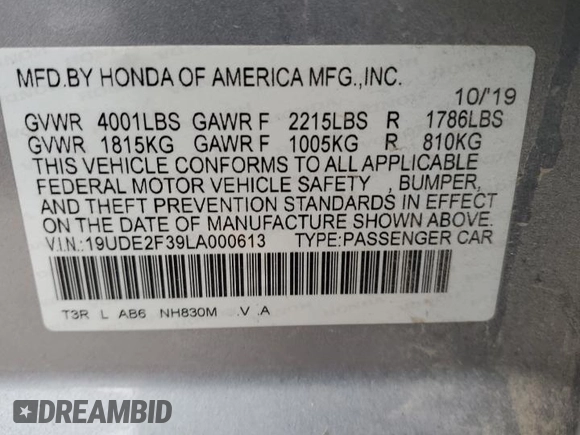 MFD.BY HONDA OF AMERICA MFG.,INC.
10/'19
GVWR 4001LBS GAWR F 2215LBS R 1786LBS
GVWR 1815KG GAWR F 1005KG R 810KG
THIS VEHICLE CONFORMS TO ALL APPLICABLE
FEDERAL MOTOR VEHICLE SAFETY , BUMPER,
AND THEFT PREVENTION STANDARDS IN EFFECT
ON THE DATE OF MANUFACTURE SHOWN ABOVE.
V.I.N.:19UDE2F39LA000613 TYPE:PASSENGER CAR
T3R L AB6 NH830M .V .A
DREAMBID